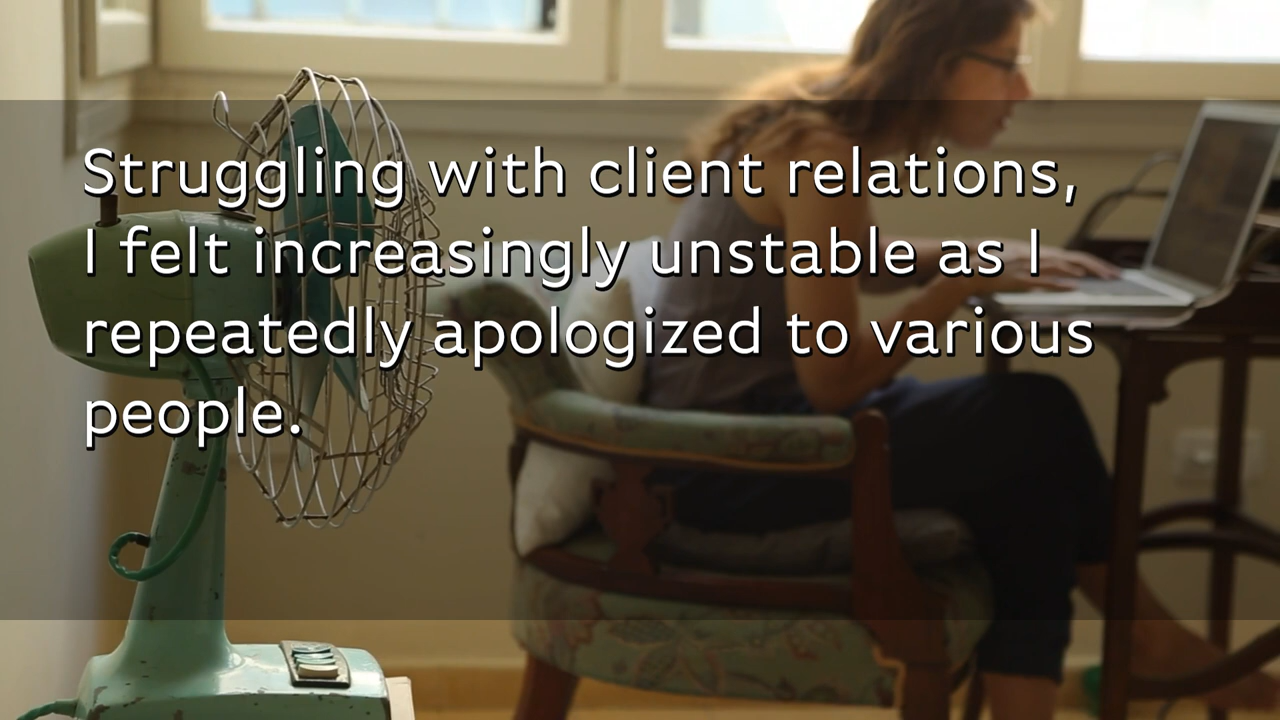 Struggling with client relations,
I felt increasingly unstable as I
repeatedly apologized to various
people.